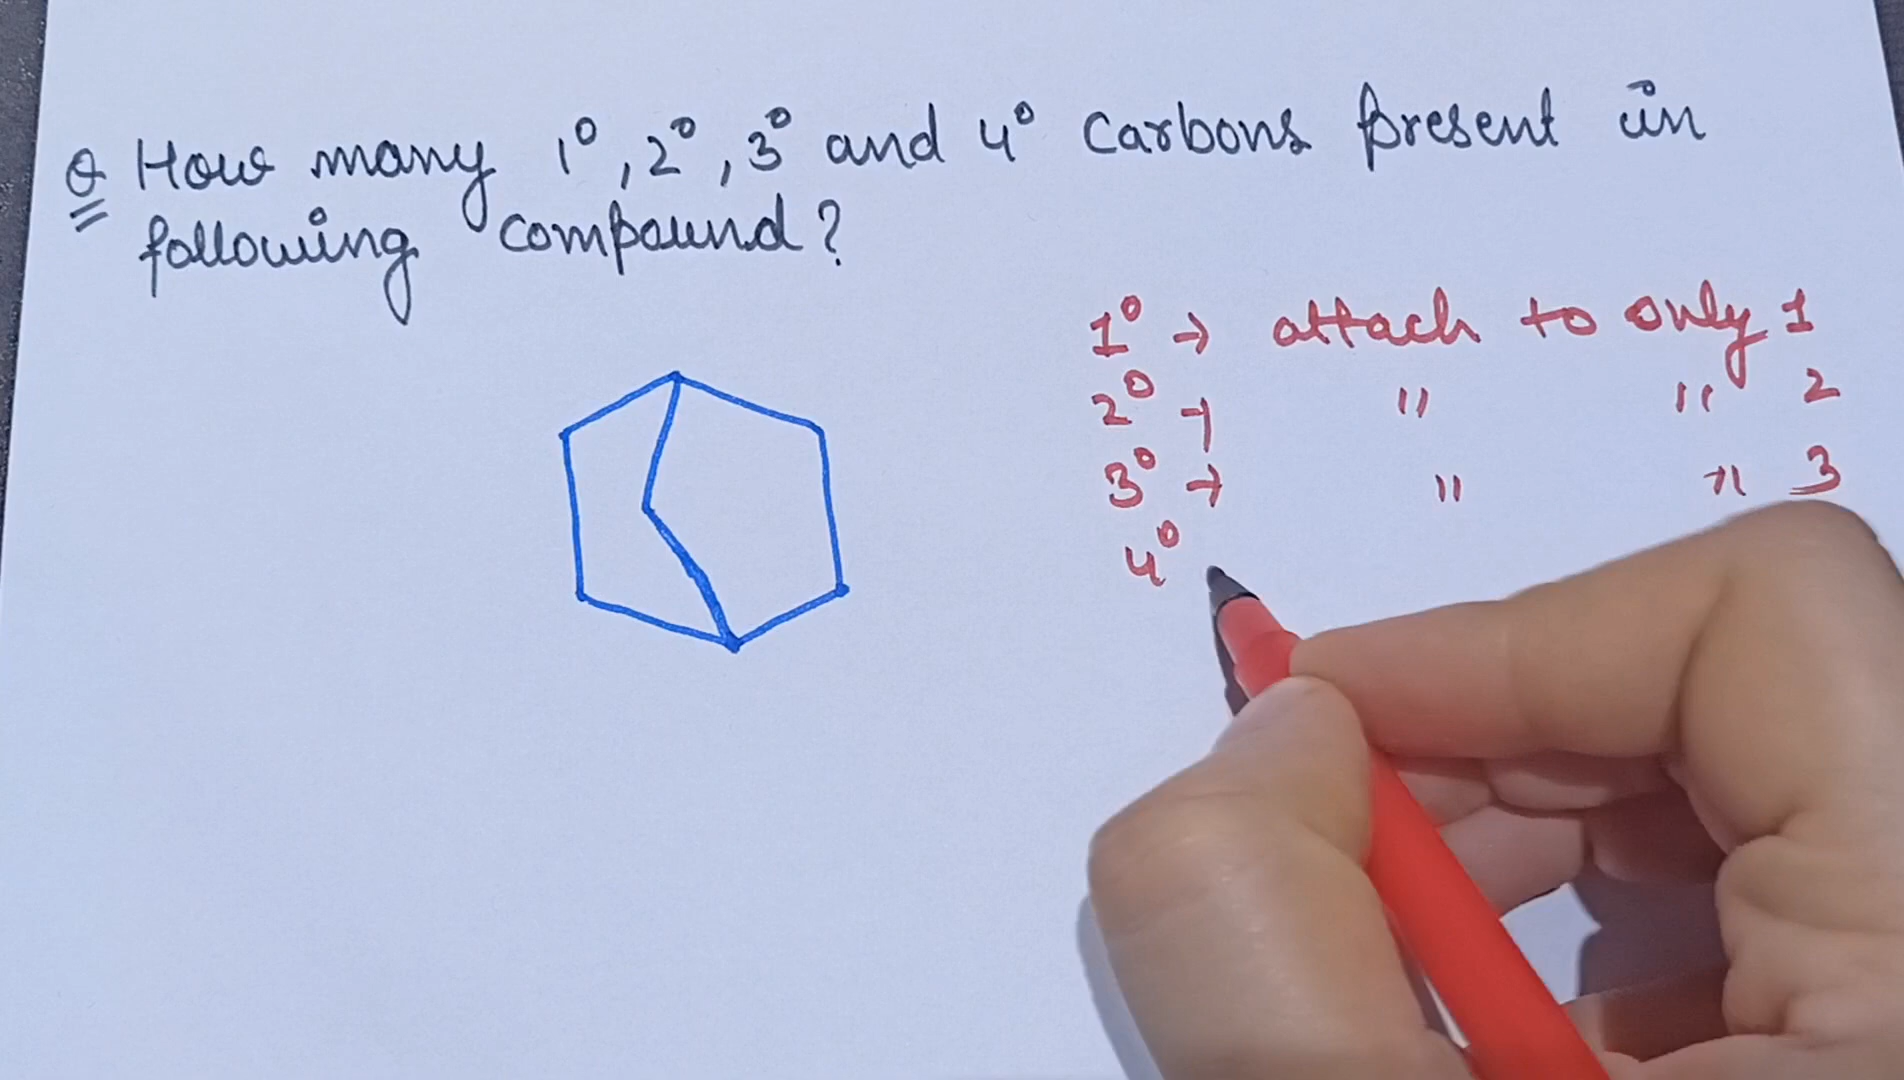 Q How many 1°, 2°, 3° and 4° Carbons present in
following compound?
1° → attach to only 1
2° → " " 2
3° → " " 3
4°